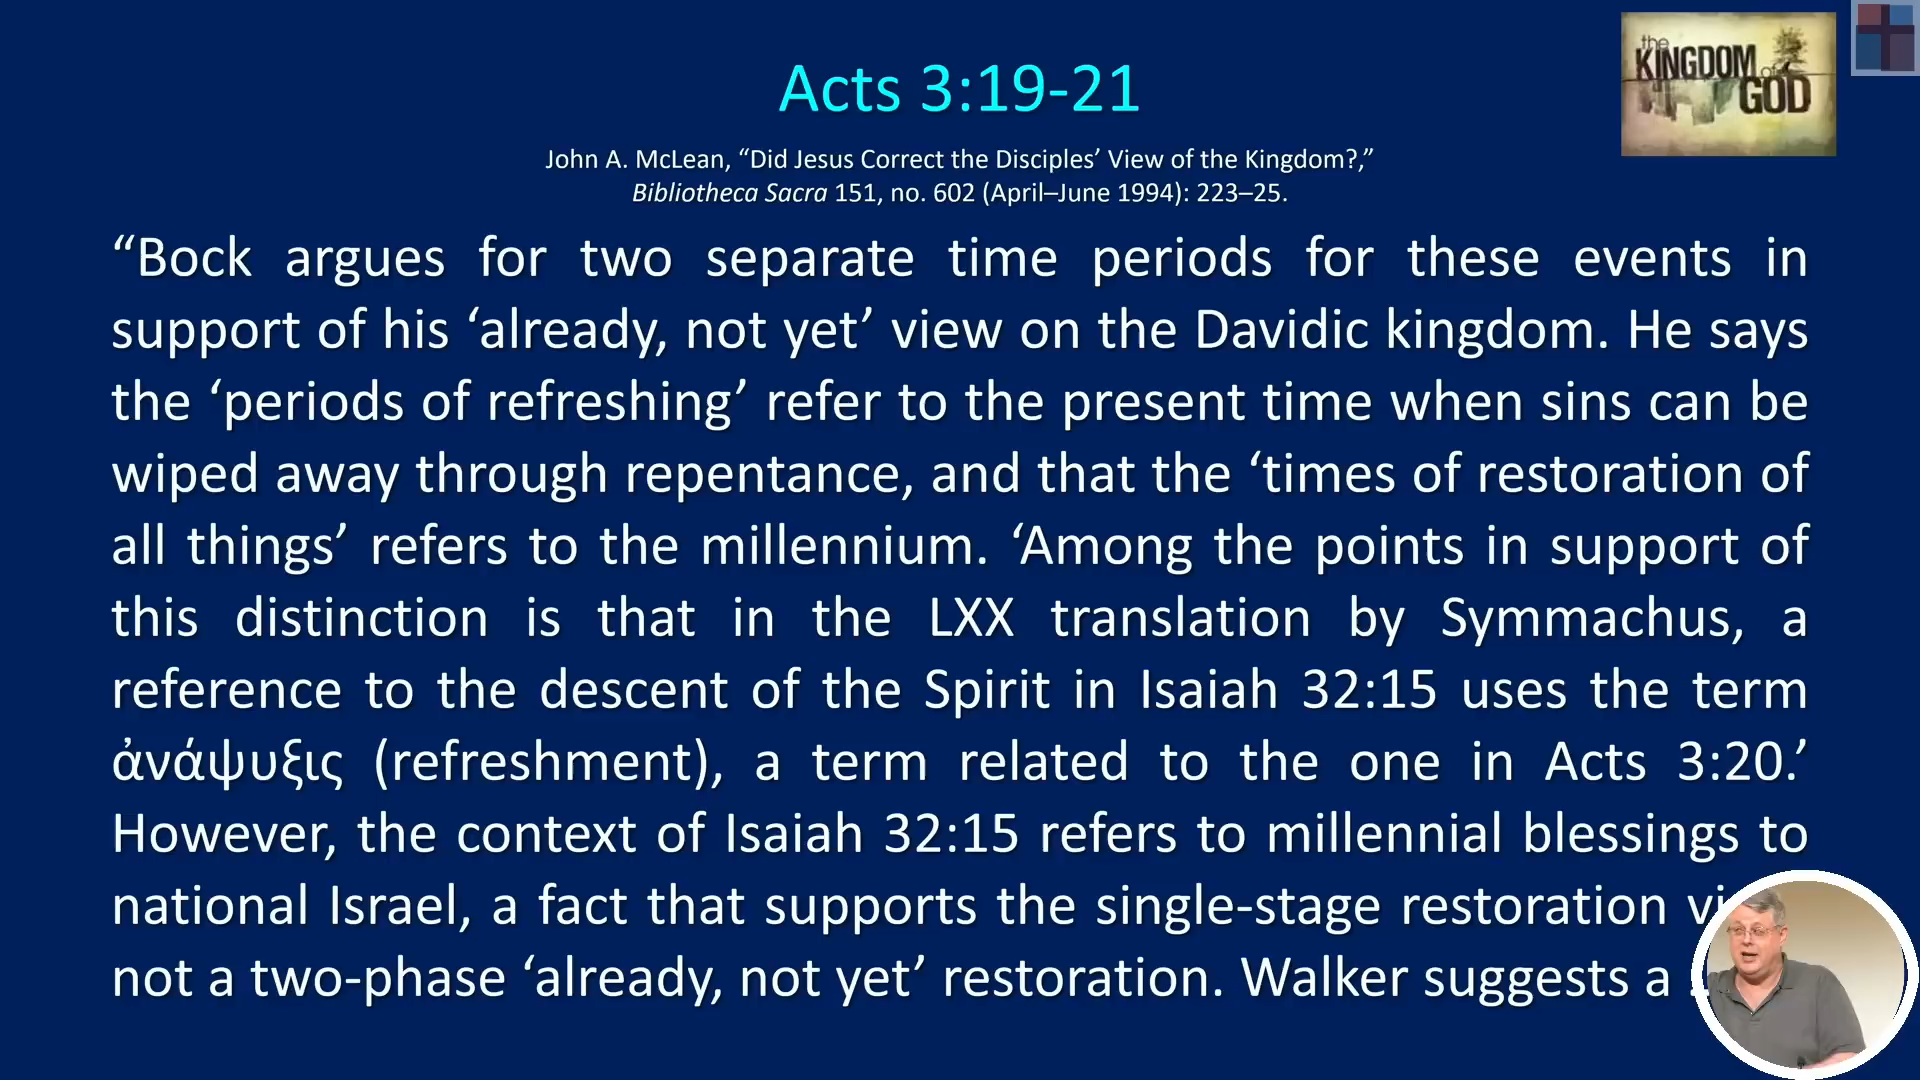 the
KINGDOM
of
GOD
Acts 3:19-21
John A. McLean, “Did Jesus Correct the Disciples’ View of the Kingdom?,”
Bibliotheca Sacra 151, no. 602 (April–June 1994): 223–25.
“Bock argues for two separate time periods for these events in
support of his ‘already, not yet’ view on the Davidic kingdom. He says
the ‘periods of refreshing’ refer to the present time when sins can be
wiped away through repentance, and that the ‘times of restoration of
all things’ refers to the millennium. ‘Among the points in support of
this distinction is that in the LXX translation by Symmachus, a
reference to the descent of the Spirit in Isaiah 32:15 uses the term
ἀνάψυξις (refreshment), a term related to the one in Acts 3:20.’
However, the context of Isaiah 32:15 refers to millennial blessings to
national Israel, a fact that supports the single-stage restoration
not a two-phase ‘already, not yet’ restoration. Walker suggests a